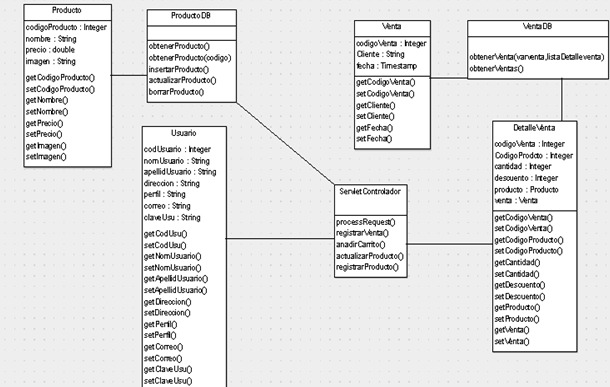 Producto
codigoProducto : Integer
nombre : String
precio : double
imagen : String
getCodigoProducto()
setCodigoProducto()
getNombre()
setNombre()
getPrecio()
setPrecio()
getImagen()
setImagen()
ProductoDB
obtenerProducto()
obtenerProducto(codigo)
insertarProducto()
actualizarProducto()
borrarProducto()
Venta
codigoVenta : Integer
Cliente : String
fecha : Timestamp
getCodigoVenta()
setCodigoVenta()
getCliente()
setCliente()
getFecha()
setFecha()
VentaDB
obtenerVenta(varventa,listaDetalleventa)
obtenerVentas()
Usuario
codUsuario : Integer
nomUsuario : String
apellidUsuario : String
direccion : String
perfil : String
correo : String
claveUsu : String
getCodUsu()
setCodUsu()
getNomUsuario()
setNomUsuario()
getApellidUsuario()
setApellidUsuario()
getDireccion()
setDireccion()
getPerfil()
setPerfil()
getCorreo()
setCorreo()
getClaveUsu()
setClaveUsu()
ServletControlador
processRequest()
registrarVenta()
anadirCarrito()
actualizarProducto()
registrarProducto()
DetalleVenta
codigoVenta : Integer
CodigoProdcto : Integer
cantidad : Integer
descuento : Integer
producto : Producto
venta : Venta
getCodigoVenta()
setCodigoVenta()
getCodigoProducto()
setCodigoProducto()
getCantidad()
setCantidad()
getDescuento()
setDescuento()
getProducto()
setProducto()
getVenta()
setVenta()